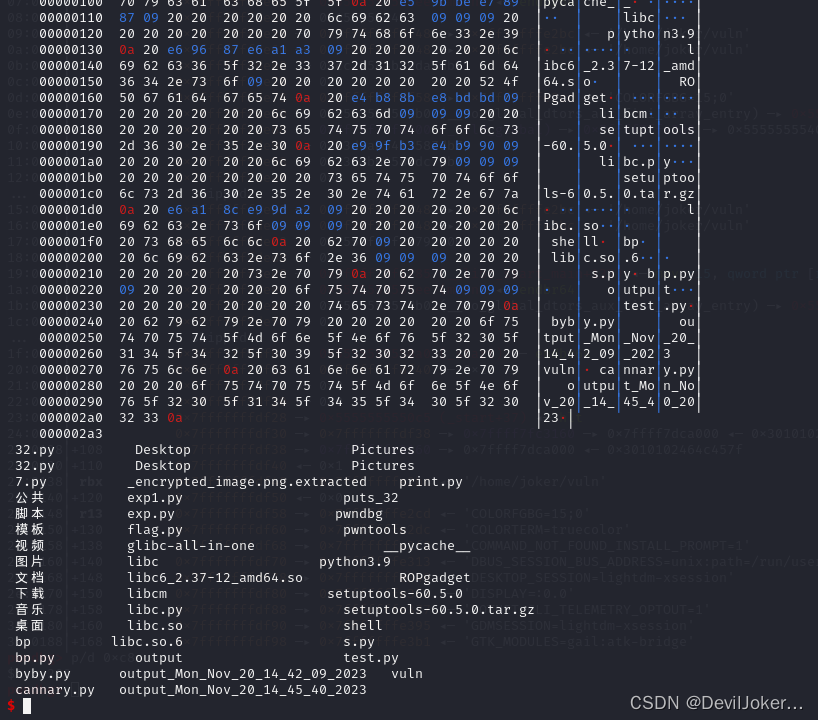 00000100 70 79 63 61 63 68 65 5f 5f 0a 20 e5 9b be e7 89 │pyca│che_│_·
00000110 87 09 20 20 20 20 20 20 6c 69 62 63 09 09 09 20 │··  │    │libc│···
00000120 20 20 20 20 20 20 70 79 74 68 6f 6e 33 2e 39 │    │  p│ytho│n3.9│
00000130 0a 20 e6 96 87 e6 a1 a3 09 20 20 20 20 20 20 6c
00000140 69 62 63 36 5f 32 2e 33 37 2d 31 32 5f 61 6d 64 │ibc6│_2.3│7-12│_amd│
00000150 36 34 2e 73 6f 09 20 20 20 20 20 20 20 20 52 4f │64.s│o·  │    │  RO│
00000160 50 67 61 64 67 65 74 0a 20 e4 b8 8b e8 bd bd 09 │Pgad│get·│ ···│····│
00000170 20 20 20 20 20 20 6c 69 62 63 6d 09 09 09 20 20 │    │  li│bcm·│··  │
00000180 20 20 20 20 20 20 73 65 74 75 70 74 6f 6f 6c 73 │    │  se│tupt│ools│
00000190 2d 36 30 2e 35 2e 30 0a 20 e9 9f b3 e4 b9 90 09 │-60.│5.0·│ ···│····│
000001a0 20 20 20 20 20 20 6c 69 62 63 2e 70 79 09 09 09 │    │  li│bc.p│y···│
000001b0 20 20 20 20 20 20 20 20 73 65 74 75 70 74 6f 6f │    │    │setu│ptoo│
000001c0 6c 73 2d 36 30 2e 35 2e 30 2e 74 61 72 2e 67 7a │ls-6│0.5.│0.ta│r.gz│
000001d0 0a 20 e6 a1 8c e9 9d a2 09 20 20 20 20 20 20 6c │· ··│····│·   │   l│
000001e0 69 62 63 2e 73 6f 09 09 09 20 20 20 20 20 20 20 │ibc.│so··│·   │    │
000001f0 20 73 68 65 6c 6c 0a 20 62 70 09 20 20 20 20 20 │ she│ll· │bp· │    │
00000200 20 6c 69 62 63 2e 73 6f 2e 36 09 09 09 20 20 20 │ lib│c.so│.6··│·   │
00000210 20 20 20 20 20 73 2e 70 79 0a 20 62 70 2e 70 79 │    │ s.p│y· b│p.py│
00000220 09 20 20 20 20 20 20 6f 75 74 70 75 74 09 09 09 │·   │   o│utpu│t···│
00000230 20 20 20 20 20 20 20 20 74 65 73 74 2e 70 79 0a │    │    │test│.py·│
00000240 20 62 79 62 79 2e 70 79 20 20 20 20 20 20 6f 75 │ byb│y.py│    │  ou│
00000250 74 70 75 74 5f 4d 6f 6e 5f 4e 6f 76 5f 32 30 5f │tput│_Mon│_Nov│_20_│
00000260 31 34 5f 34 32 5f 30 39 5f 32 30 32 33 20 20 20 │14_4│2_09│_202│3   │
00000270 76 75 6c 6e 0a 20 63 61 6e 6e 61 72 79 2e 70 79 │vuln│· ca│nnar│y.py│
00000280 20 20 20 6f 75 74 70 75 74 5f 4d 6f 6e 5f 4e 6f │   o│utpu│t_Mo│n_No│
00000290 76 5f 32 30 5f 31 34 5f 34 35 5f 34 30 5f 32 30 │v_20│_14_│45_4│0_20│
000002a0 32 33 0a │23·│
000002a3
32.py Desktop Pictures
32.py Desktop Pictures
7.py _encrypted_image.png.extracted print.py
公共 exp1.py puts_32
脚本 exp.py pwndbg
模板 flag.py pwntools
视频 glibc-all-in-one __pycache__
图片 libc python3.9
文档 libc6_2.37-12_amd64.so ROPgadget
下载 libcm setuptools-60.5.0
音乐 libc.py setuptools-60.5.0.tar.gz
桌面 libc.so shell
bp libc.so.6 s.py
bp.py output test.py
byby.py output_Mon_Nov_20_14_42_09_2023 vuln
cannary.py output_Mon_Nov_20_14_45_40_2023
$
CSDN @DevilJoker...